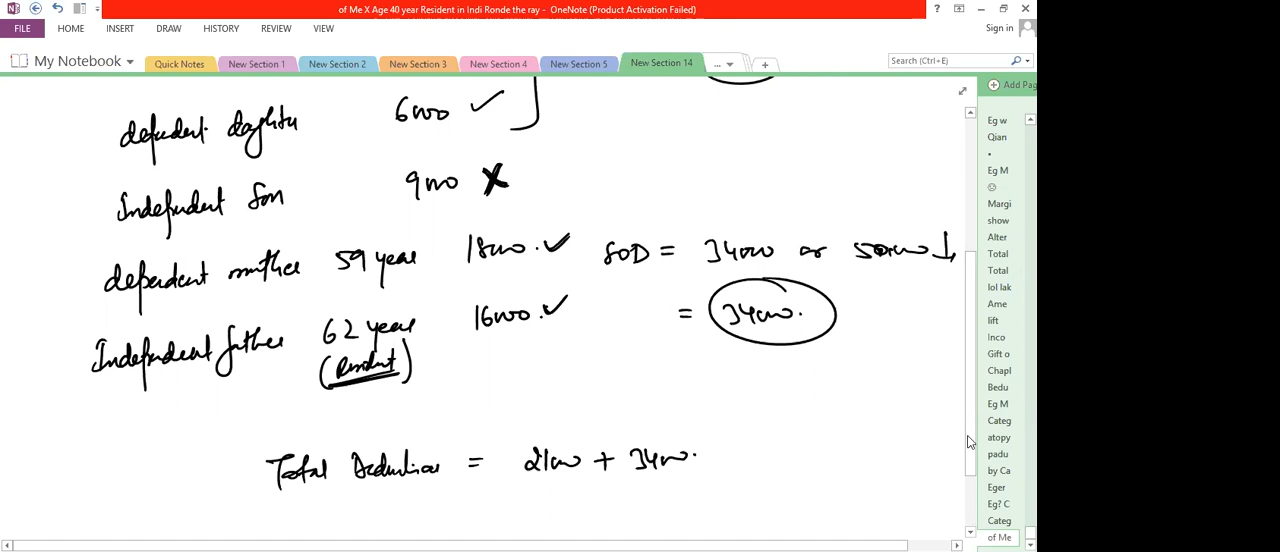 of Me X Age 40 year Resident in Indi Ronde the ray - OneNote (Product Activation Failed)
Sign in
FILE HOME INSERT DRAW HISTORY REVIEW VIEW
My Notebook Quick Notes New Section 1 New Section 2 New Section 3 New Section 4 New Section 5 New Section 14 ... + Search (Ctrl+E)
Add Pag
dependent daughter 6000 ✓
Independent Son 9000 X
dependent mother 59 year 18000. ✓ SOD = 34000 or 50000 ↓
Independent father 62 year 16000. ✓ = 34000.
(Resident)
Total Deduction = 21000 + 34000.
Eg w
Qian
•
Eg M
☹
Margi
show
Alter
Total
Total
lol lak
Ame
lift
Inco
Gift o
Chapl
Bedu
Eg M
Categ
atopy
padu
by Ca
Eger
Eg? C
Categ
of Me